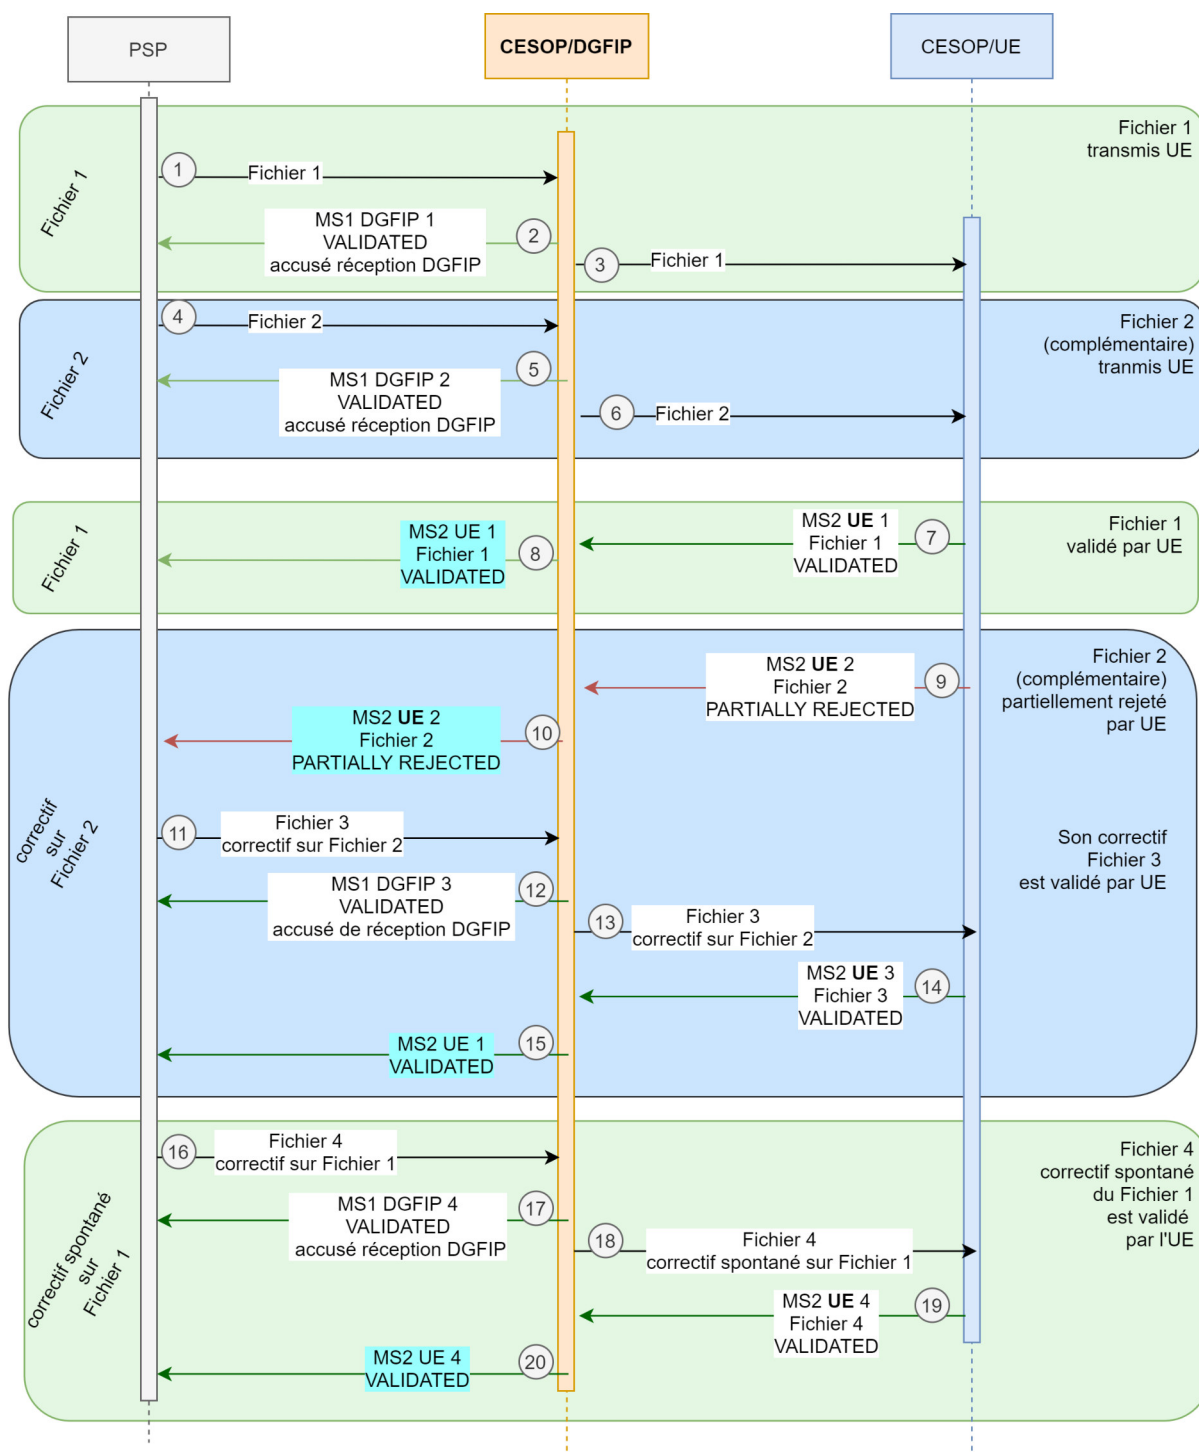 PSP
CESOP/DGFIP
CESOP/UE
Fichier 1
Fichier 1
transmis UE
1
Fichier 1
2
MS1 DGFIP 1
VALIDATED
accusé réception DGFIP
3
Fichier 1
Fichier 2
Fichier 2
(complémentaire)
tranmis UE
4
Fichier 2
5
MS1 DGFIP 2
VALIDATED
accusé réception DGFIP
6
Fichier 2
Fichier 1
Fichier 1
validé par UE
7
MS2 UE 1
Fichier 1
VALIDATED
8
MS2 UE 1
Fichier 1
VALIDATED
correctif
sur
Fichier 2
Fichier 2
(complémentaire)
partiellement rejeté
par UE
9
MS2 UE 2
Fichier 2
PARTIALLY REJECTED
10
MS2 UE 2
Fichier 2
PARTIALLY REJECTED
11
Fichier 3
correctif sur Fichier 2
Son correctif
Fichier 3
est validé par UE
12
MS1 DGFIP 3
VALIDATED
accusé de réception DGFIP
13
Fichier 3
correctif sur Fichier 2
14
MS2 UE 3
Fichier 3
VALIDATED
15
MS2 UE 1
VALIDATED
correctif spontané
sur
Fichier 1
Fichier 4
correctif spontané
du Fichier 1
est validé
par l'UE
16
Fichier 4
correctif sur Fichier 1
17
MS1 DGFIP 4
VALIDATED
accusé réception DGFIP
18
Fichier 4
correctif spontané sur Fichier 1
19
MS2 UE 4
Fichier 4
VALIDATED
20
MS2 UE 4
VALIDATED